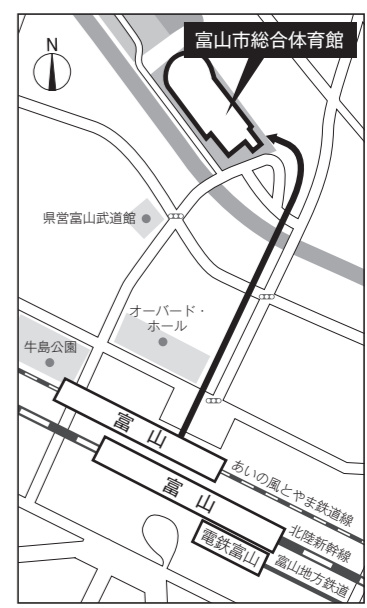 富山市総合体育館
N
県営富山武道館
オーバード・
ホール
牛島公園
富山
あいの風とやま鉄道線
富山
北陸新幹線
電鉄富山
富山地方鉄道